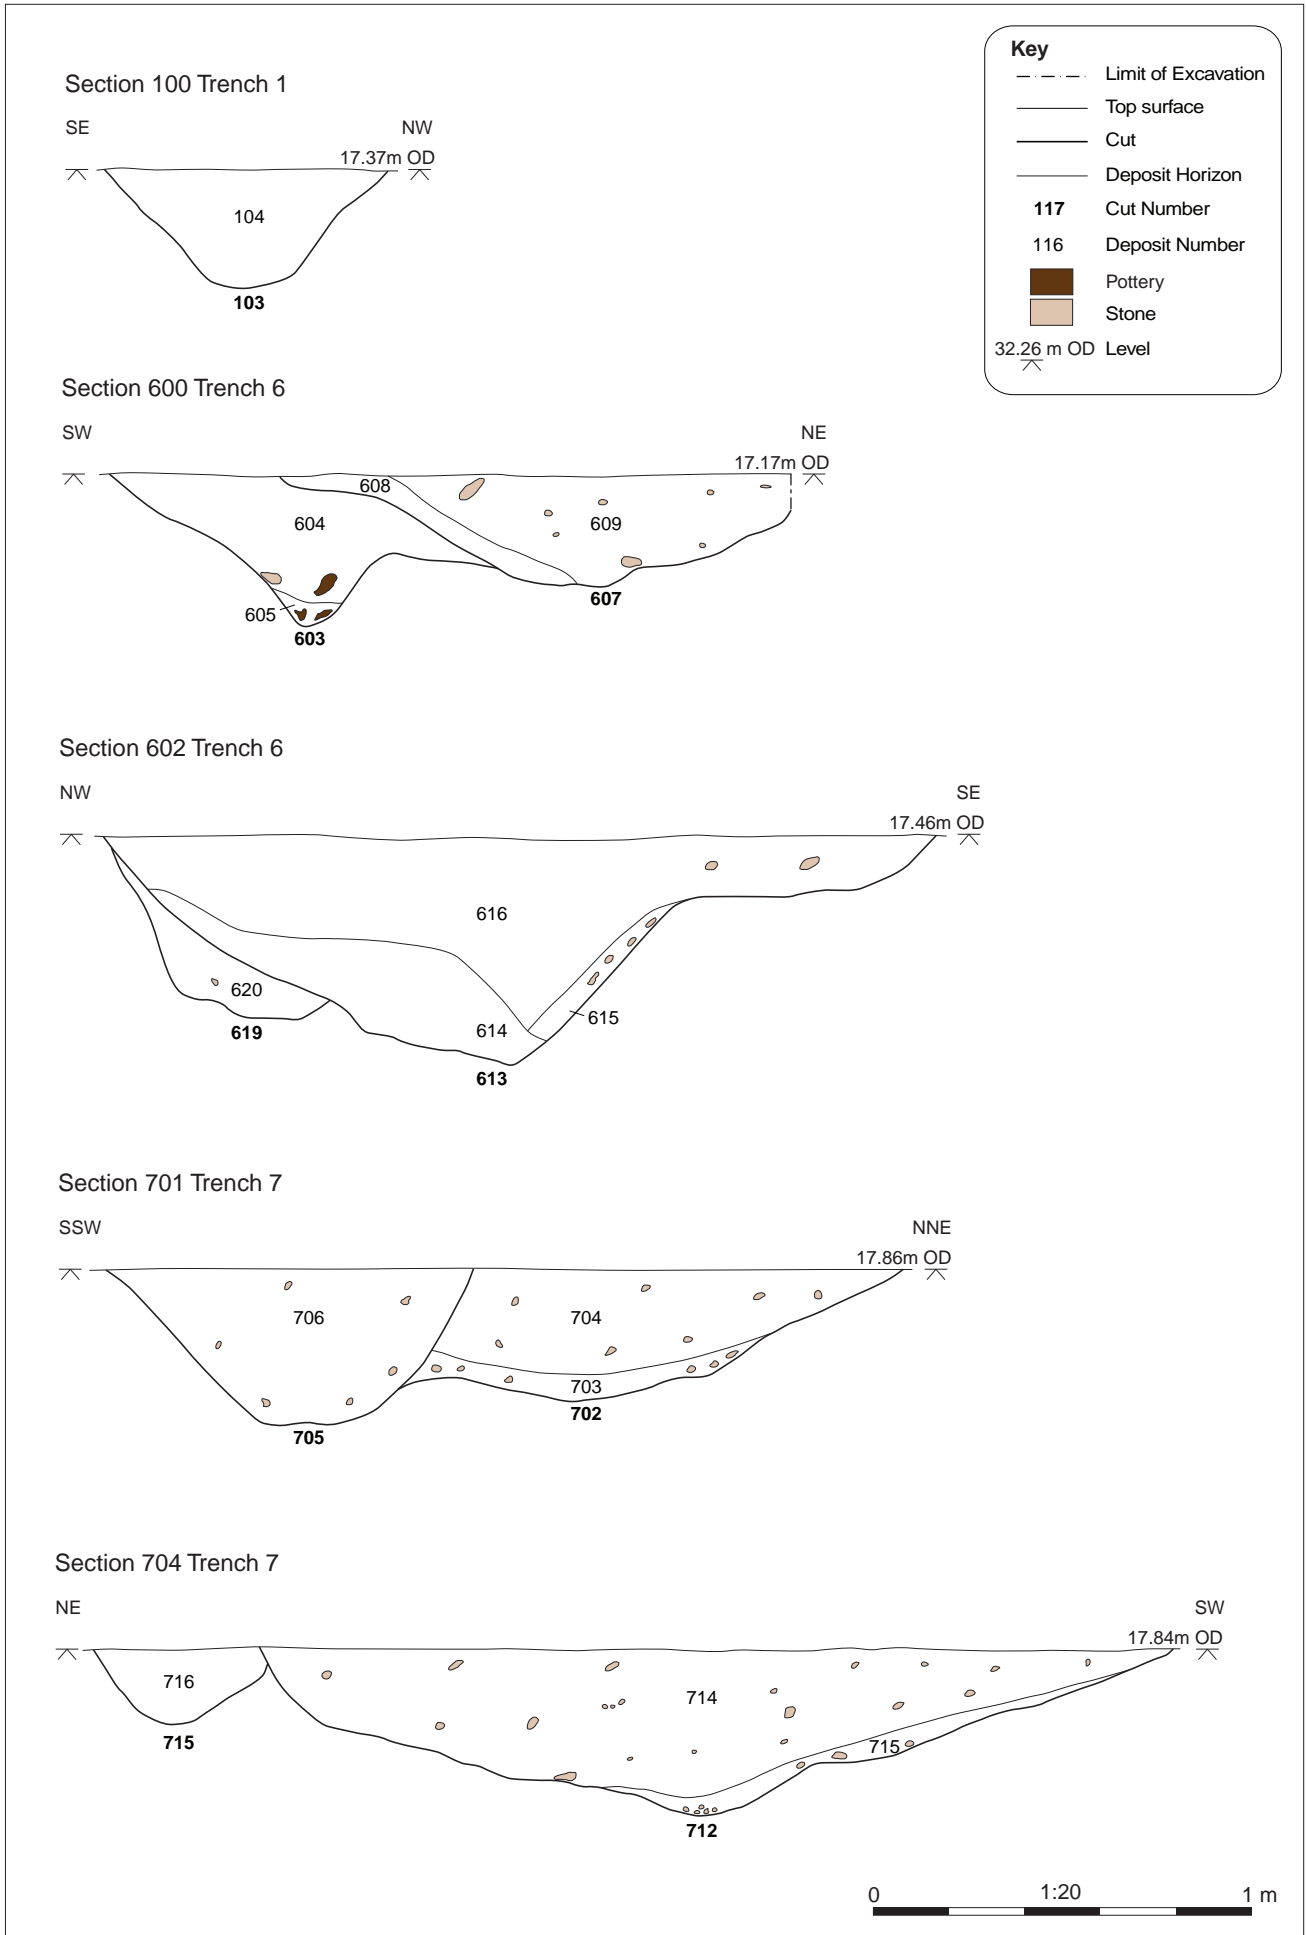 Key
Limit of Excavation
Top surface
Cut
Deposit Horizon
117 Cut Number
116 Deposit Number
Pottery
Stone
32.26 m OD Level
Section 100 Trench 1
SE NW
17.37m OD
104
103
Section 600 Trench 6
SW NE
17.17m OD
608
604 609
605
607
603
Section 602 Trench 6
NW SE
17.46m OD
616
620
615
614
619
613
Section 701 Trench 7
SSW NNE
17.86m OD
706 704
703
702
705
Section 704 Trench 7
NE SW
17.84m OD
716
714
715
715
712
0 1:20 1 m